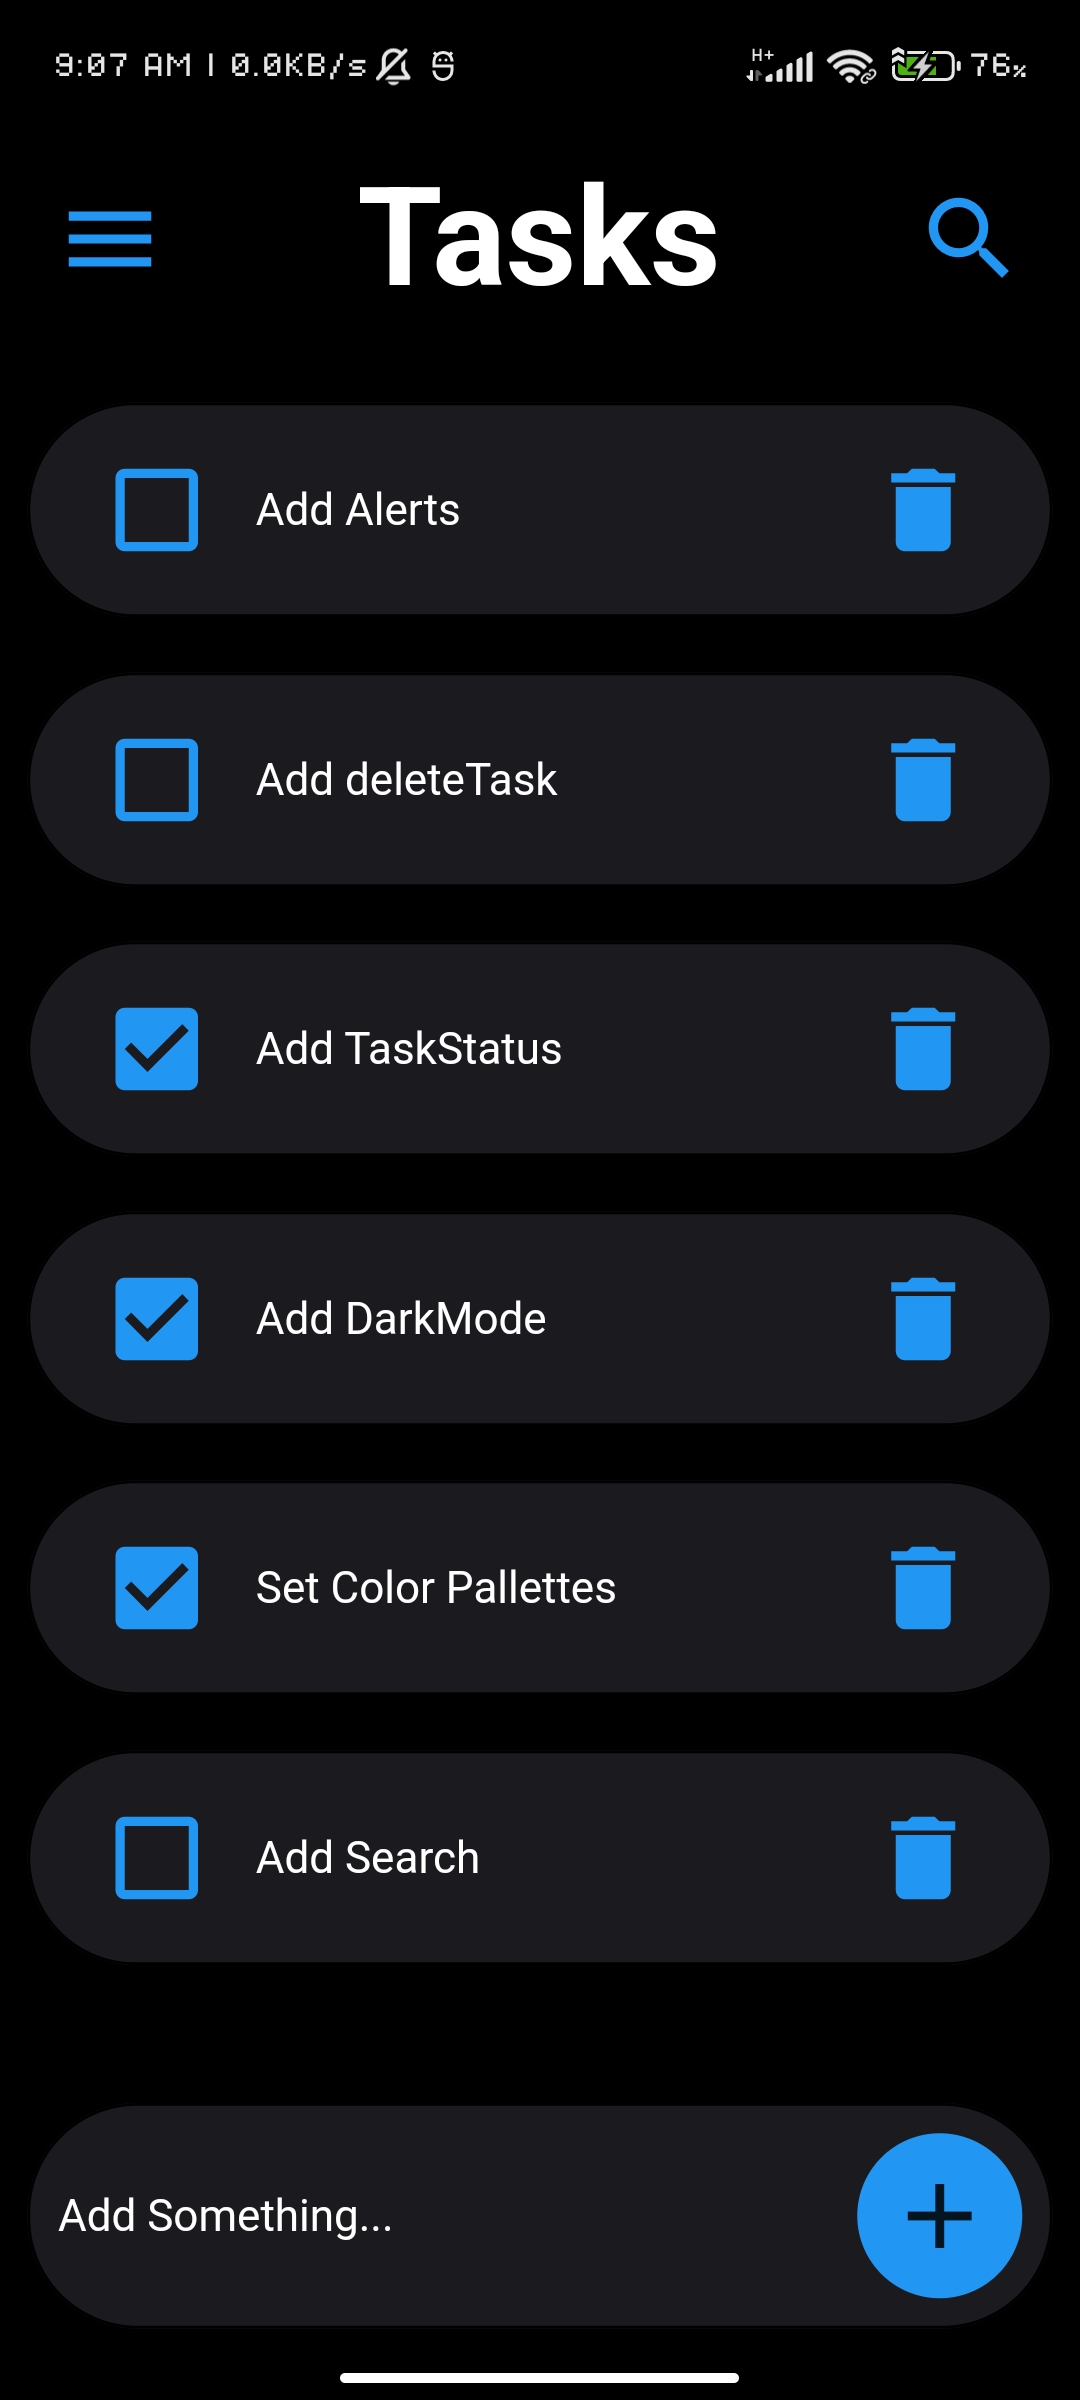 9:07 AM | 0.0KB/s H+ 76%
Tasks
Add Alerts
Add deleteTask
Add TaskStatus
Add DarkMode
Set Color Pallettes
Add Search
Add Something...